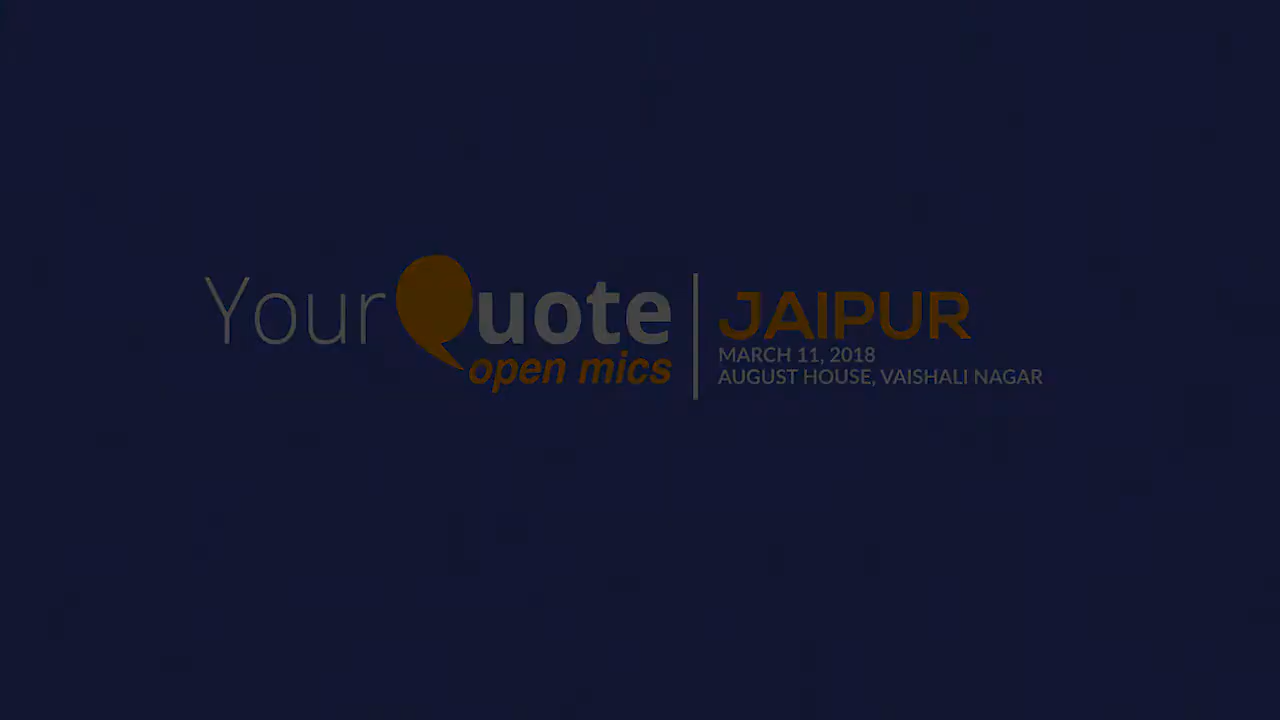 YourQuote
open mics
JAIPUR
MARCH 11, 2018
AUGUST HOUSE, VAISHALI NAGAR